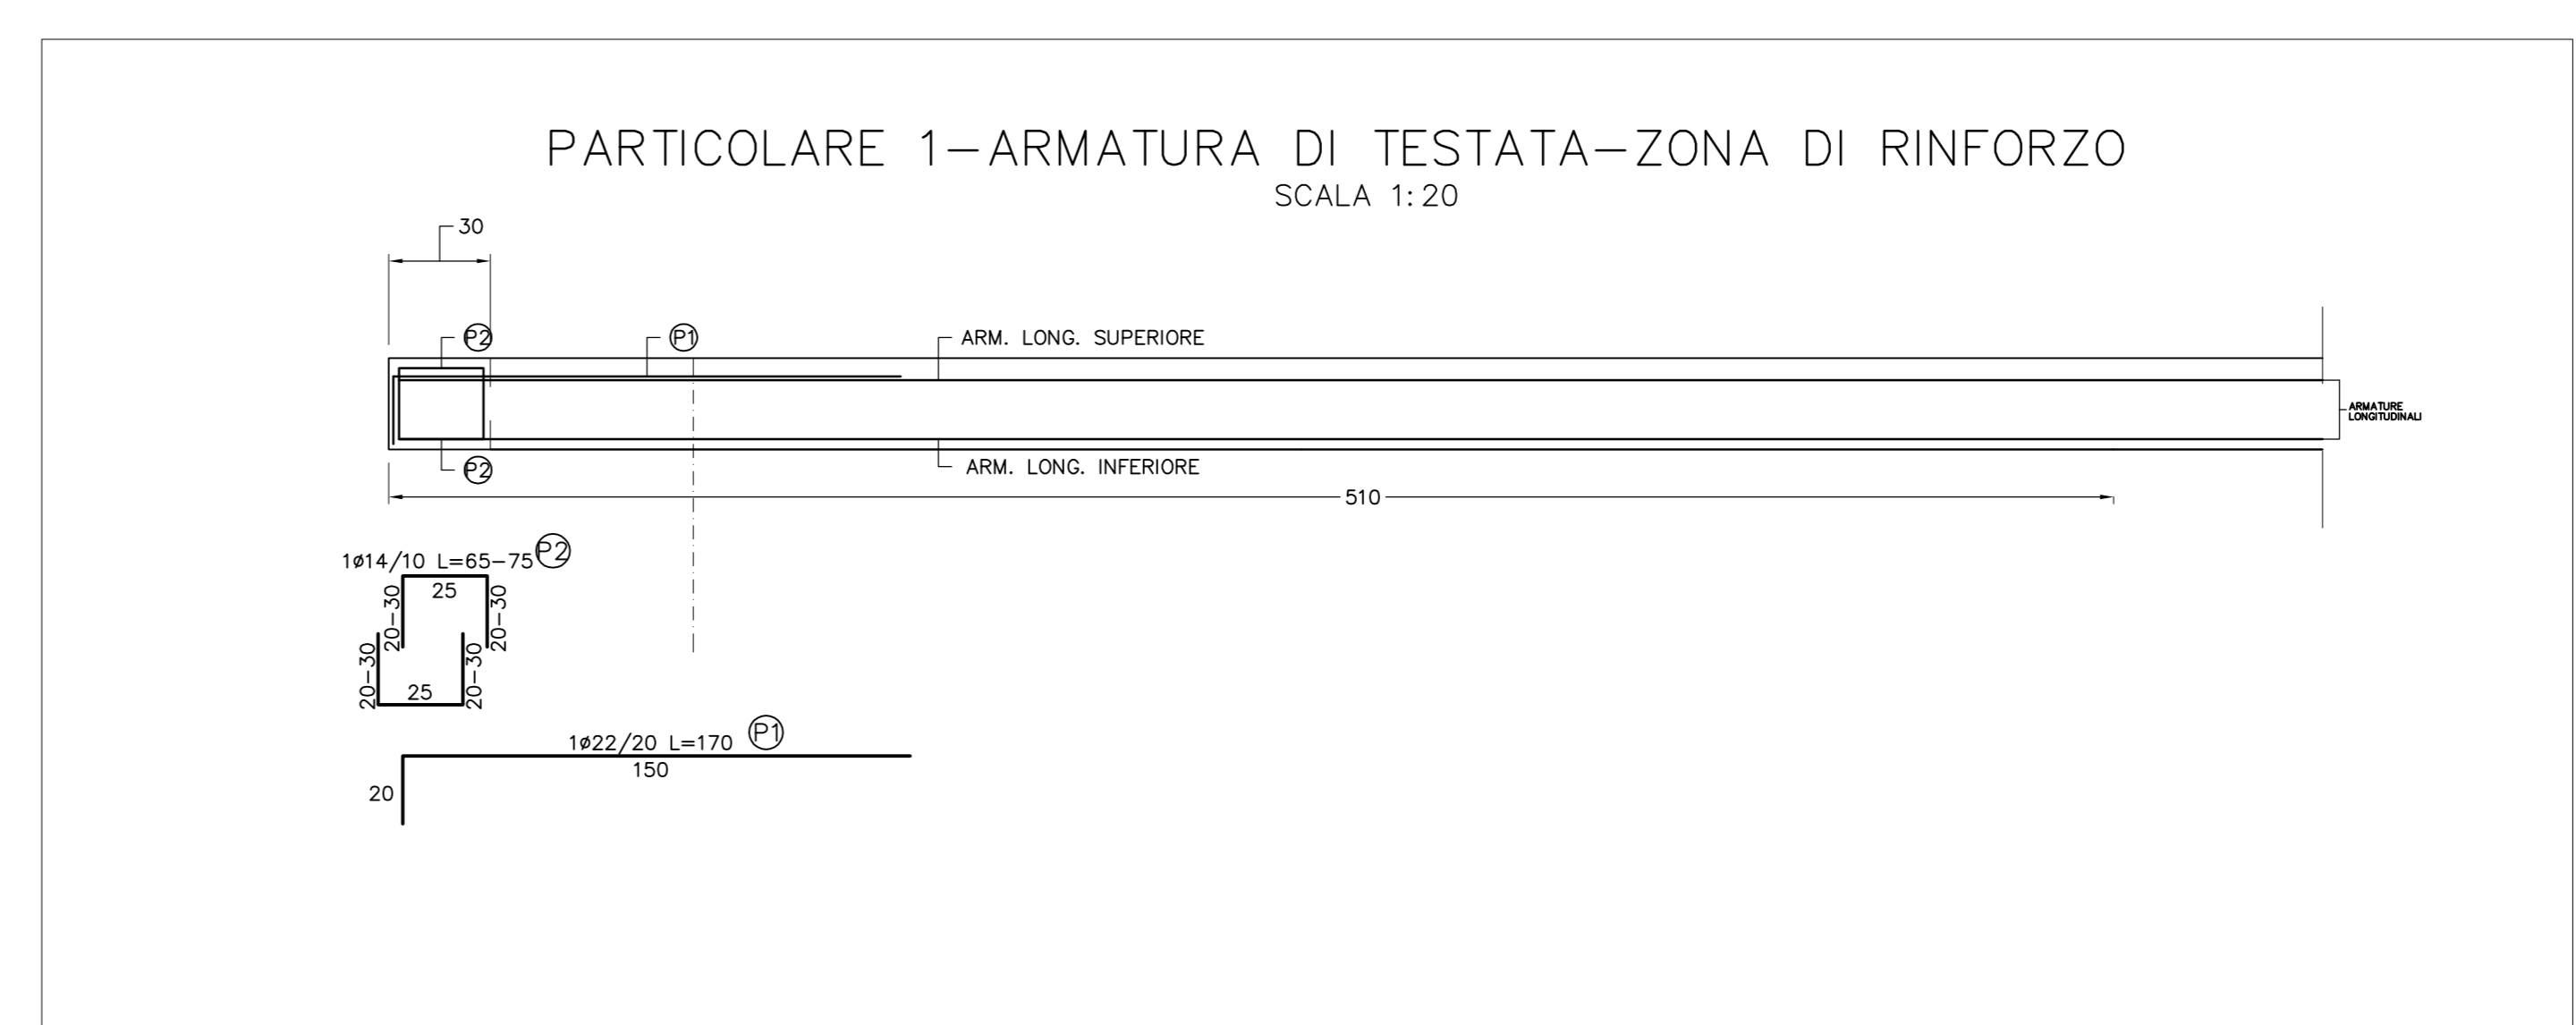 PARTICOLARE 1-ARMATURA DI TESTATA-ZONA DI RINFORZO
SCALA 1:20
30
P2
P1
ARM. LONG. SUPERIORE
ARMATURE
LONGITUDINALI
P2
ARM. LONG. INFERIORE
510
1ø14/10 L=65-75 P2
25
20-30
20-30
20-30
20-30
25
1ø22/20 L=170 P1
150
20